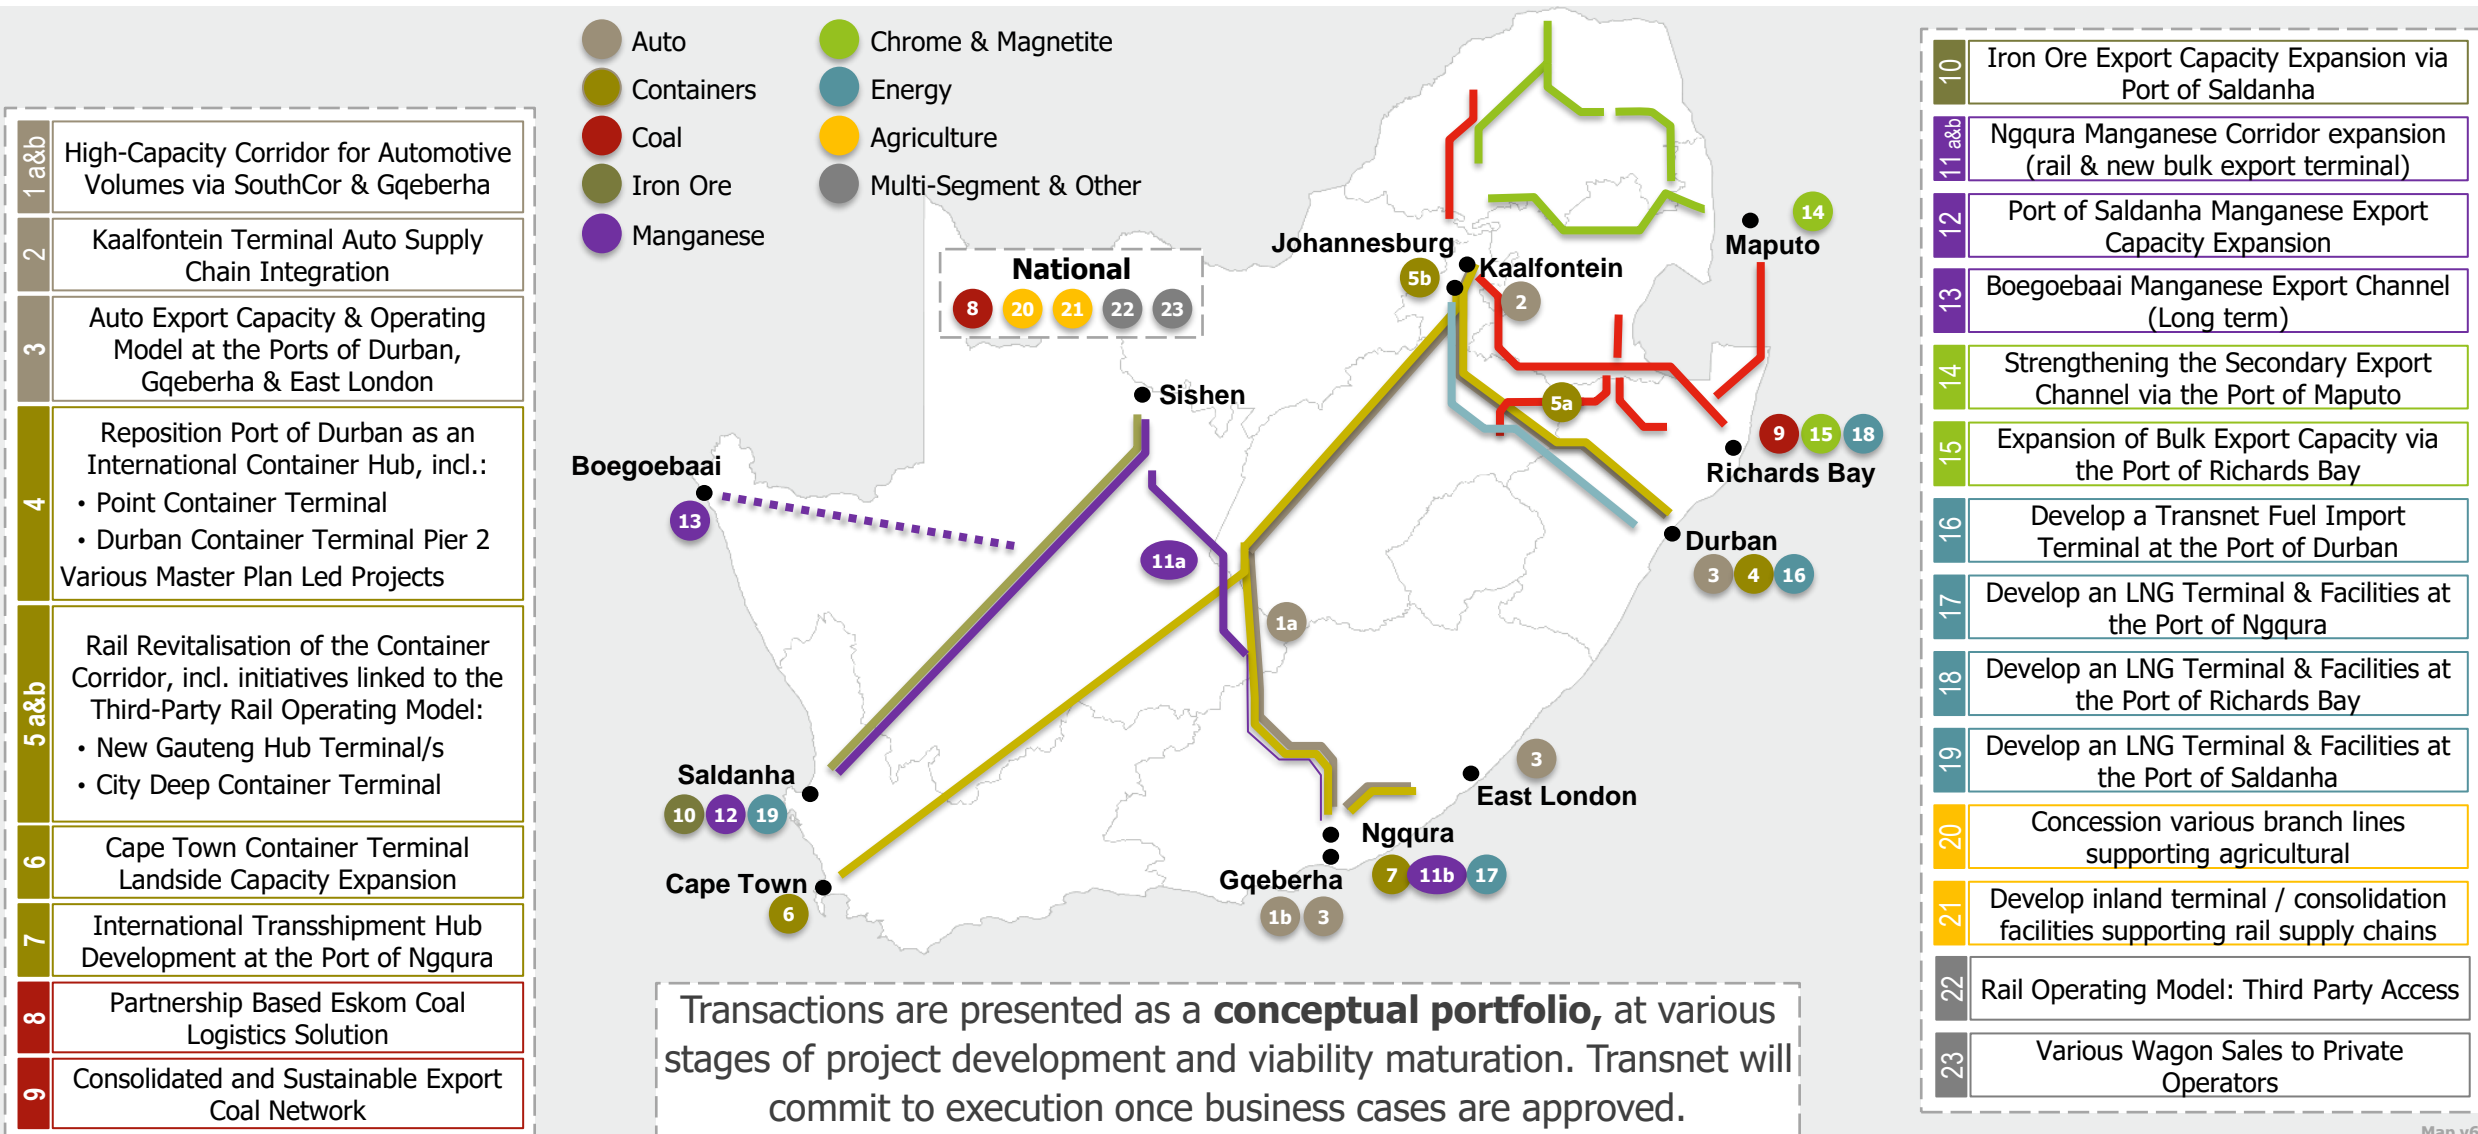 Auto
Containers
Coal
Iron Ore
Manganese
Chrome & Magnetite
Energy
Agriculture
Multi-Segment & Other
1 a&b
High-Capacity Corridor for Automotive
Volumes via SouthCor & Gqeberha
2
Kaalfontein Terminal Auto Supply
Chain Integration
3
Auto Export Capacity & Operating
Model at the Ports of Durban,
Gqeberha & East London
4
Reposition Port of Durban as an
International Container Hub, incl.:
• Point Container Terminal
• Durban Container Terminal Pier 2
Various Master Plan Led Projects
5 a&b
Rail Revitalisation of the Container
Corridor, incl. initiatives linked to the
Third-Party Rail Operating Model:
• New Gauteng Hub Terminal/s
• City Deep Container Terminal
6
Cape Town Container Terminal
Landside Capacity Expansion
7
International Transshipment Hub
Development at the Port of Ngqura
8
Partnership Based Eskom Coal
Logistics Solution
9
Consolidated and Sustainable Export
Coal Network
National
8 20 21 22 23
Johannesburg
5b
Kaalfontein
2
14
Maputo
Sishen
5a
9 15 18
Richards Bay
Boegoebaai
13
11a
Durban
3 4 16
1a
Saldanha
10 12 19
3
East London
Ngqura
7 11b 17
Cape Town
6
Gqeberha
1b 3
Transactions are presented as a conceptual portfolio, at various
stages of project development and viability maturation. Transnet will
commit to execution once business cases are approved.
10
Iron Ore Export Capacity Expansion via
Port of Saldanha
11 a&b
Ngqura Manganese Corridor expansion
(rail & new bulk export terminal)
12
Port of Saldanha Manganese Export
Capacity Expansion
13
Boegoebaai Manganese Export Channel
(Long term)
14
Strengthening the Secondary Export
Channel via the Port of Maputo
15
Expansion of Bulk Export Capacity via
the Port of Richards Bay
16
Develop a Transnet Fuel Import
Terminal at the Port of Durban
17
Develop an LNG Terminal & Facilities at
the Port of Ngqura
18
Develop an LNG Terminal & Facilities at
the Port of Richards Bay
19
Develop an LNG Terminal & Facilities at
the Port of Saldanha
20
Concession various branch lines
supporting agricultural
21
Develop inland terminal / consolidation
facilities supporting rail supply chains
22
Rail Operating Model: Third Party Access
23
Various Wagon Sales to Private
Operators
Map v6